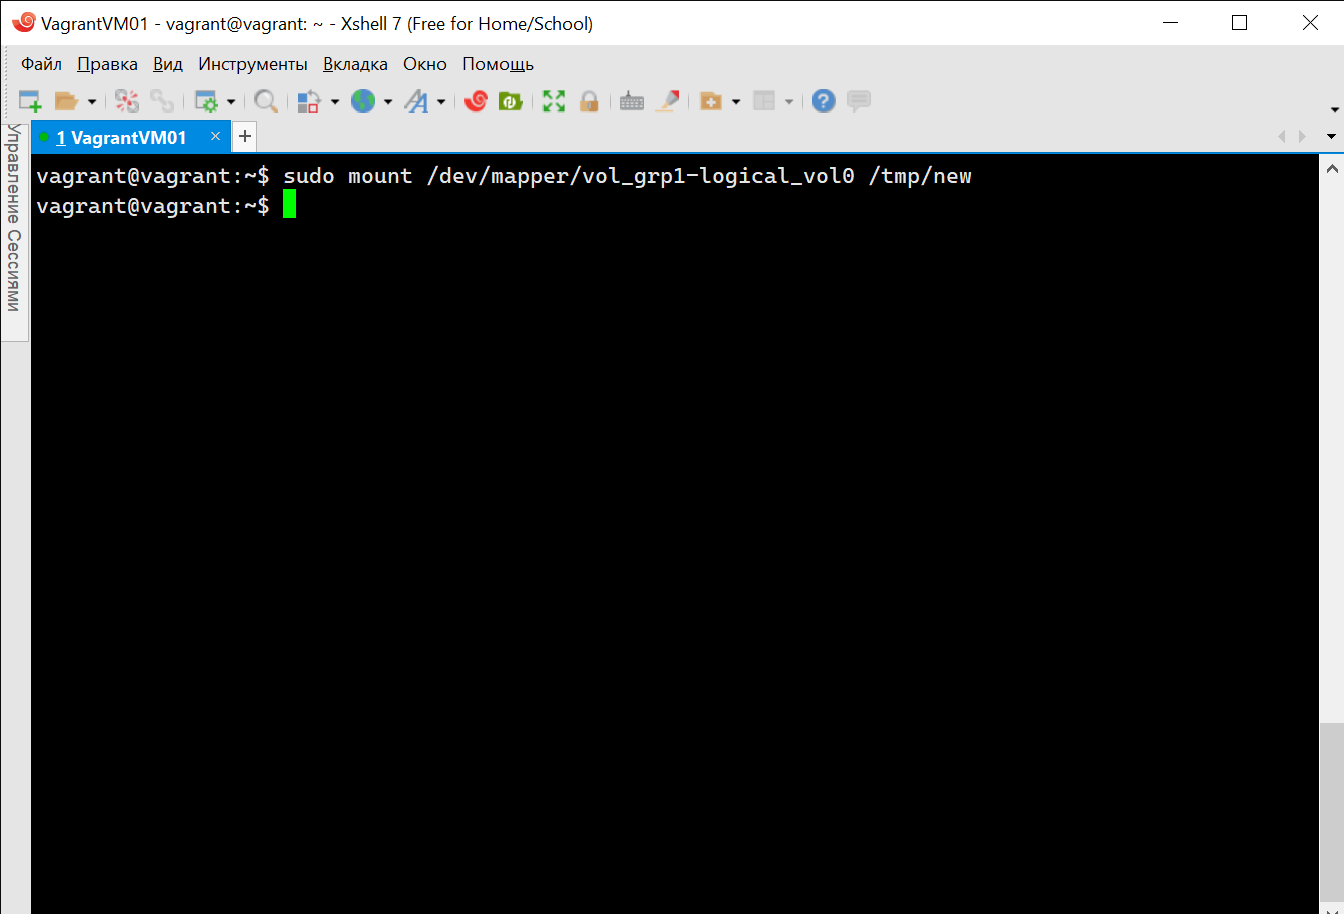 VagrantVM01 - vagrant@vagrant: ~ - Xshell 7 (Free for Home/School)
Файл Правка Вид Инструменты Вкладка Окно Помощь
1 VagrantVM01
Управление Сессиями
vagrant@vagrant:~$ sudo mount /dev/mapper/vol_grp1-logical_vol0 /tmp/new
vagrant@vagrant:~$